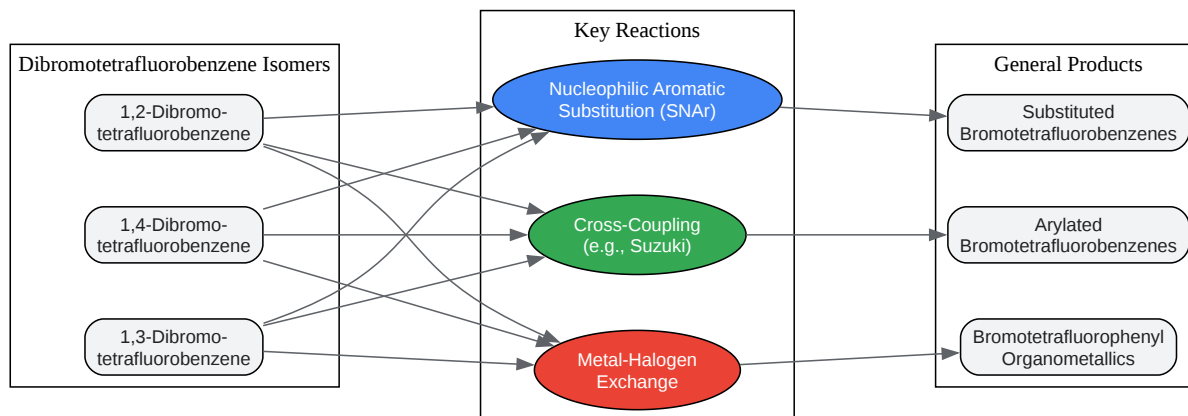 Dibromotetrafluorobenzene Isomers
1,2-Dibromo-
tetrafluorobenzene
1,4-Dibromo-
tetrafluorobenzene
1,3-Dibromo-
tetrafluorobenzene
Key Reactions
Nucleophilic Aromatic
Substitution (SNAr)
Cross-Coupling
(e.g., Suzuki)
Metal-Halogen
Exchange
General Products
Substituted
Bromotetrafluorobenzenes
Arylated
Bromotetrafluorobenzenes
Bromotetrafluorophenyl
Organometallics